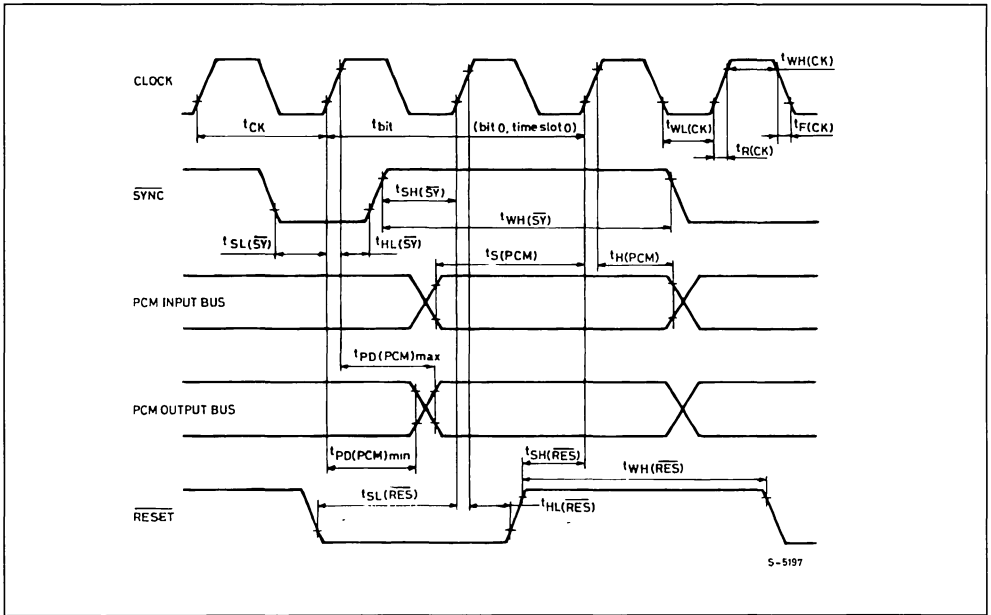 CLOCK
tWH(CK)
tCK
tbit
(bit 0, time slot 0)
tWL(CK)
tF(CK)
tR(CK)
SYNC
tSH(SY)
tWH(SY)
tSL(SY)
tHL(SY)
tS(PCM)
tH(PCM)
PCM INPUT BUS
tPD(PCM)max
PCM OUTPUT BUS
tPD(PCM)min
tSH(RES)
tWH(RES)
tSL(RES)
tHL(RES)
RESET
S-5197